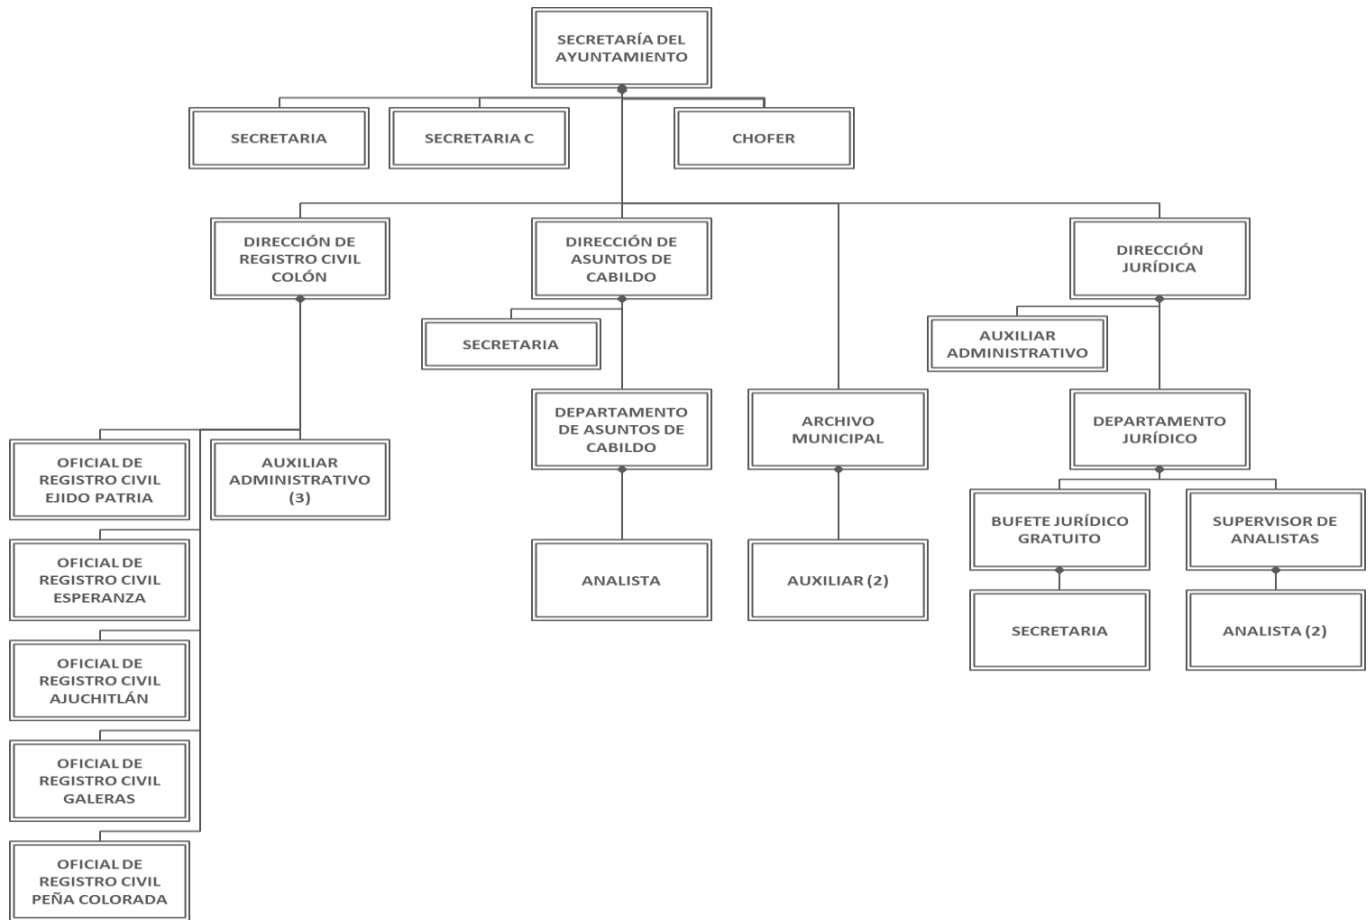 SECRETARÍA DEL
AYUNTAMIENTO
SECRETARIA
SECRETARIA C
CHOFER
DIRECCIÓN DE
REGISTRO CIVIL
COLÓN
DIRECCIÓN DE
ASUNTOS DE
CABILDO
DIRECCIÓN
JURÍDICA
SECRETARIA
AUXILIAR
ADMINISTRATIVO
DEPARTAMENTO
DE ASUNTOS DE
CABILDO
ARCHIVO
MUNICIPAL
DEPARTAMENTO
JURÍDICO
OFICIAL DE
REGISTRO CIVIL
EJIDO PATRIA
AUXILIAR
ADMINISTRATIVO
(3)
BUFETE JURÍDICO
GRATUITO
SUPERVISOR DE
ANALISTAS
OFICIAL DE
REGISTRO CIVIL
ESPERANZA
ANALISTA
AUXILIAR (2)
SECRETARIA
ANALISTA (2)
OFICIAL DE
REGISTRO CIVIL
AJUCHITLÁN
OFICIAL DE
REGISTRO CIVIL
GALERAS
OFICIAL DE
REGISTRO CIVIL
PEÑA COLORADA